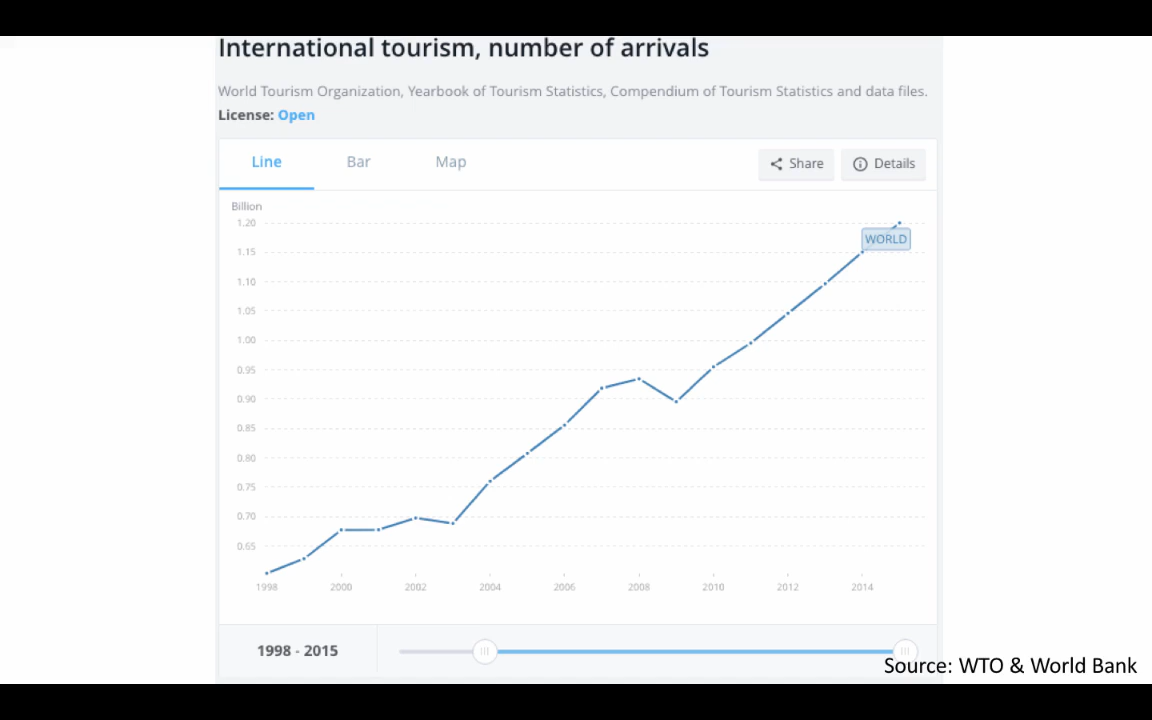 International tourism, number of arrivals
World Tourism Organization, Yearbook of Tourism Statistics, Compendium of Tourism Statistics and data files.
License: Open
Line Bar Map Share Details
Billion
1.20
WORLD
1.15
1.10
1.05
1.00
0.95
0.90
0.85
0.80
0.75
0.70
0.65
1998 2000 2002 2004 2006 2008 2010 2012 2014
1998 - 2015
Source: WTO & World Bank